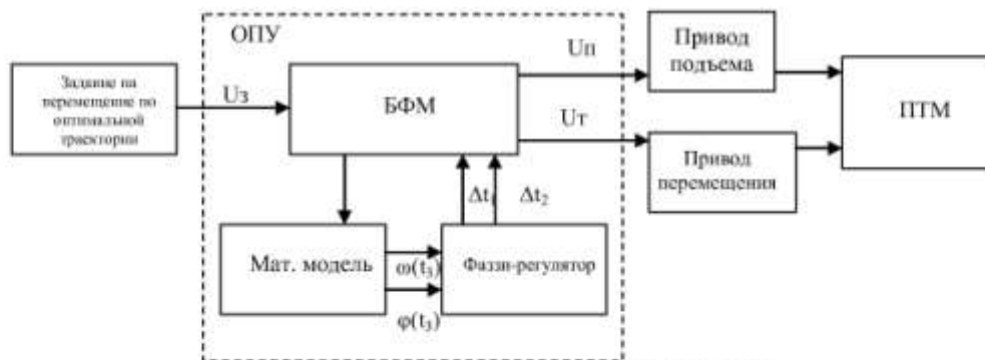 ОПУ
Задание на
перемещение по
оптимальной
траектории
Uз
БФМ
Uп
Uт
Привод
подъема
Привод
перемещения
ПТМ
Δt₁
Δt₂
Мат. модель
ω(t₃)
φ(t₃)
Фаззи-регулятор